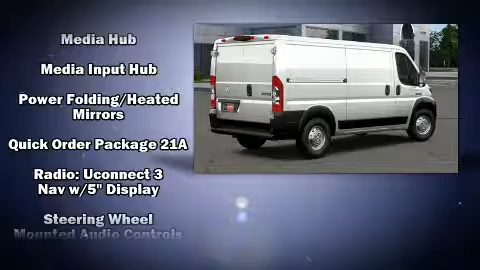 Media Hub
Media Input Hub
Power Folding/Heated
Mirrors
Quick Order Package 21A
Radio: Uconnect 3
Nav w/5" Display
Steering Wheel
Mounted Audio Controls